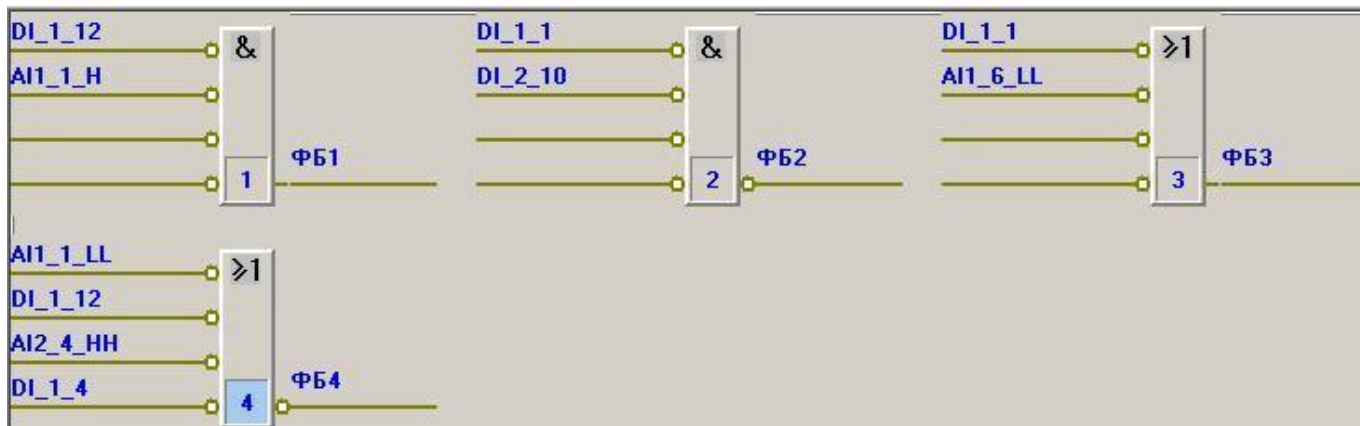 DI_1_12
&
AI1_1_H
1
ФБ1
DI_1_1
&
DI_2_10
2
ФБ2
DI_1_1
⩾1
AI1_6_LL
3
ФБ3
AI1_1_LL
⩾1
DI_1_12
AI2_4_HH
DI_1_4
4
ФБ4